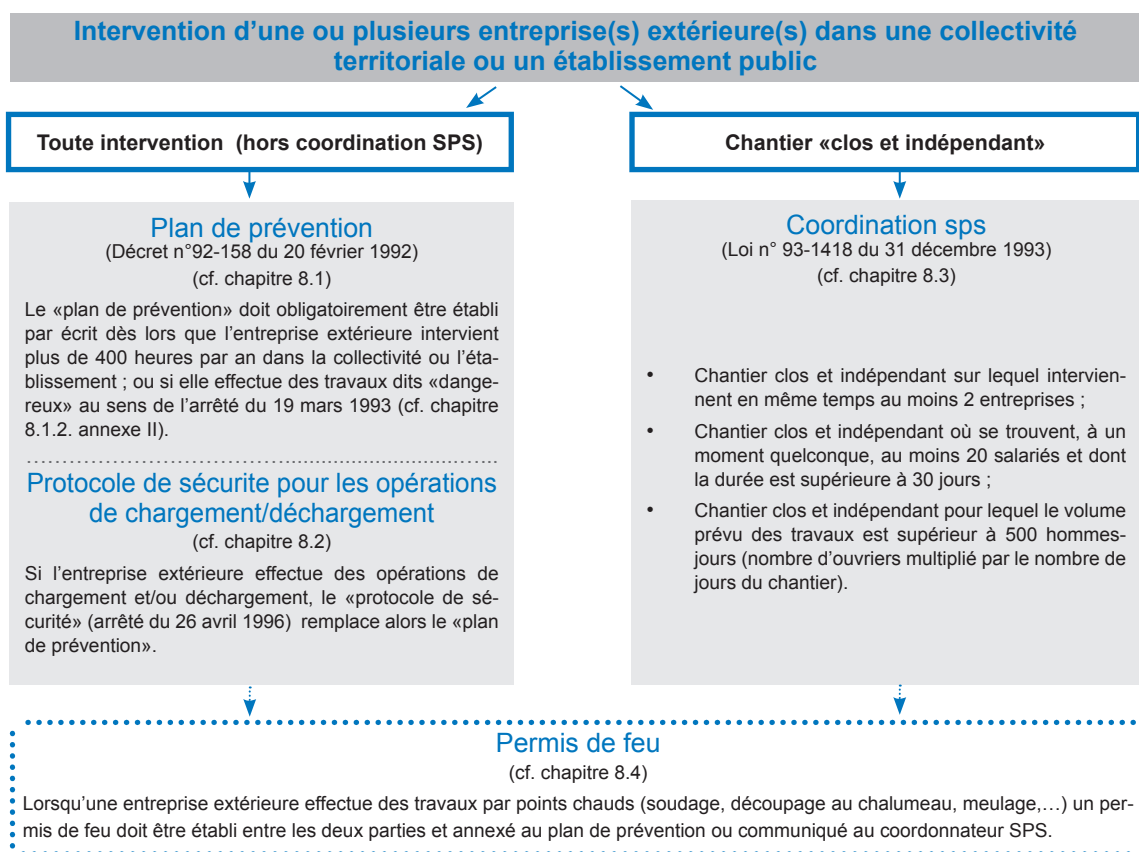 Intervention d’une ou plusieurs entreprise(s) extérieure(s) dans une collectivité
territoriale ou un établissement public
Toute intervention (hors coordination SPS)
Plan de prévention
(Décret n°92-158 du 20 février 1992)
(cf. chapitre 8.1)
Le «plan de prévention» doit obligatoirement être établi
par écrit dès lors que l’entreprise extérieure intervient
plus de 400 heures par an dans la collectivité ou l’éta-
blissement ; ou si elle effectue des travaux dits «dange-
reux» au sens de l’arrêté du 19 mars 1993 (cf. chapitre
8.1.2. annexe II).
Protocole de sécurite pour les opérations
de chargement/déchargement
(cf. chapitre 8.2)
Si l’entreprise extérieure effectue des opérations de
chargement et/ou déchargement, le «protocole de sé-
curité» (arrêté du 26 avril 1996) remplace alors le «plan
de prévention».
Chantier «clos et indépendant»
Coordination sps
(Loi n° 93-1418 du 31 décembre 1993)
(cf. chapitre 8.3)
• Chantier clos et indépendant sur lequel intervien-
nent en même temps au moins 2 entreprises ;
• Chantier clos et indépendant où se trouvent, à un
moment quelconque, au moins 20 salariés et dont
la durée est supérieure à 30 jours ;
• Chantier clos et indépendant pour lequel le volume
prévu des travaux est supérieur à 500 hommes-
jours (nombre d’ouvriers multiplié par le nombre de
jours du chantier).
Permis de feu
(cf. chapitre 8.4)
Lorsqu’une entreprise extérieure effectue des travaux par points chauds (soudage, découpage au chalumeau, meulage,…) un per-
mis de feu doit être établi entre les deux parties et annexé au plan de prévention ou communiqué au coordonnateur SPS.